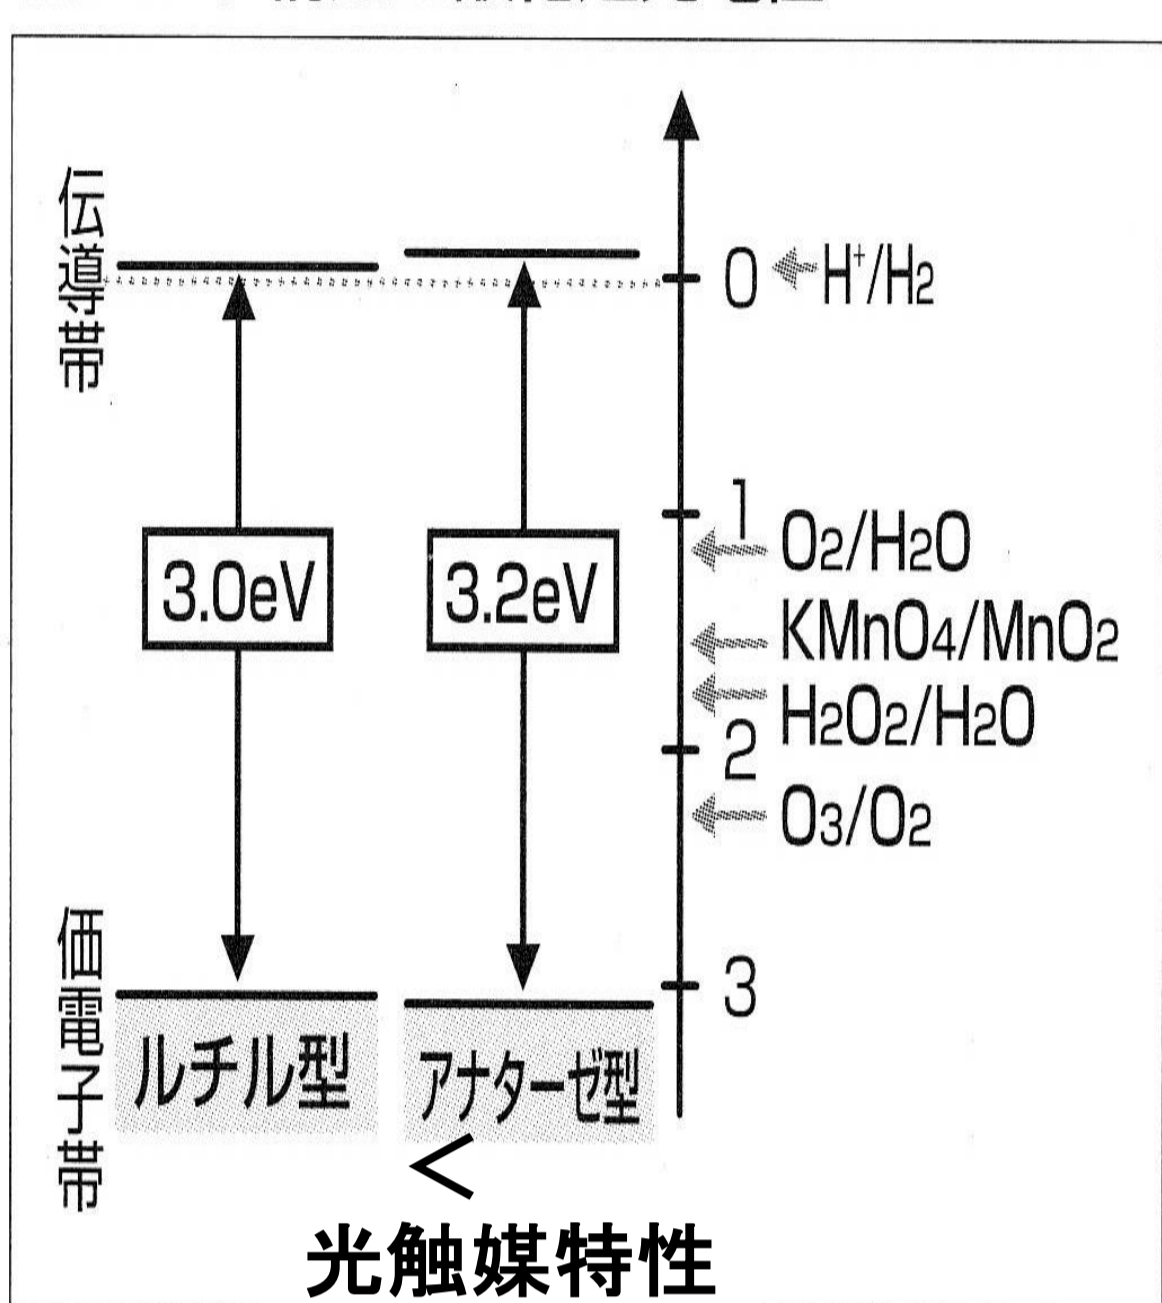 伝導帯
0 H⁺/H₂
1
O₂/H₂O
3.0eV
3.2eV
KMnO₄/MnO₂
H₂O₂/H₂O
2
O₃/O₂
3
価電子帯
ルチル型
アナターゼ型
<
光触媒特性